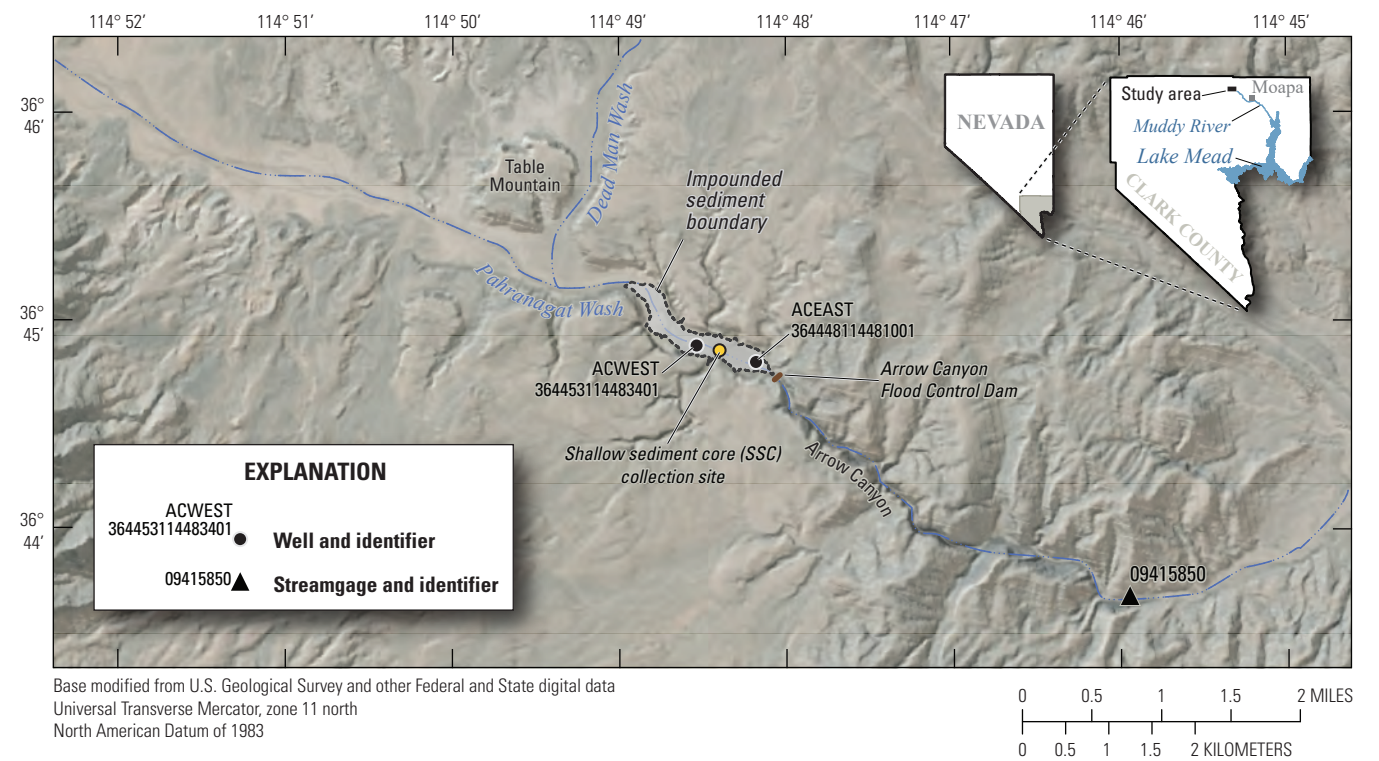 114° 52’ 114° 51’ 114° 50’ 114° 49’ 114° 48’ 114° 47’ 114° 46’ 114° 45’
36°
46’
36°
45’
36°
44’
Table
Mountain
Dead Man Wash
Pahranagat Wash
Impounded
sediment
boundary
NEVADA
Study area
Moapa
Muddy River
Lake Mead
CLARK COUNTY
ACEAST
364448114481001
ACWEST
364453114483401
Arrow Canyon
Flood Control Dam
Shallow sediment core (SSC)
collection site
Arrow Canyon
09415850
EXPLANATION
ACWEST
364453114483401
Well and identifier
09415850
Streamgage and identifier
Base modified from U.S. Geological Survey and other Federal and State digital data
Universal Transverse Mercator, zone 11 north
North American Datum of 1983
0 0.5 1 1.5 2 MILES
0 0.5 1 1.5 2 KILOMETERS